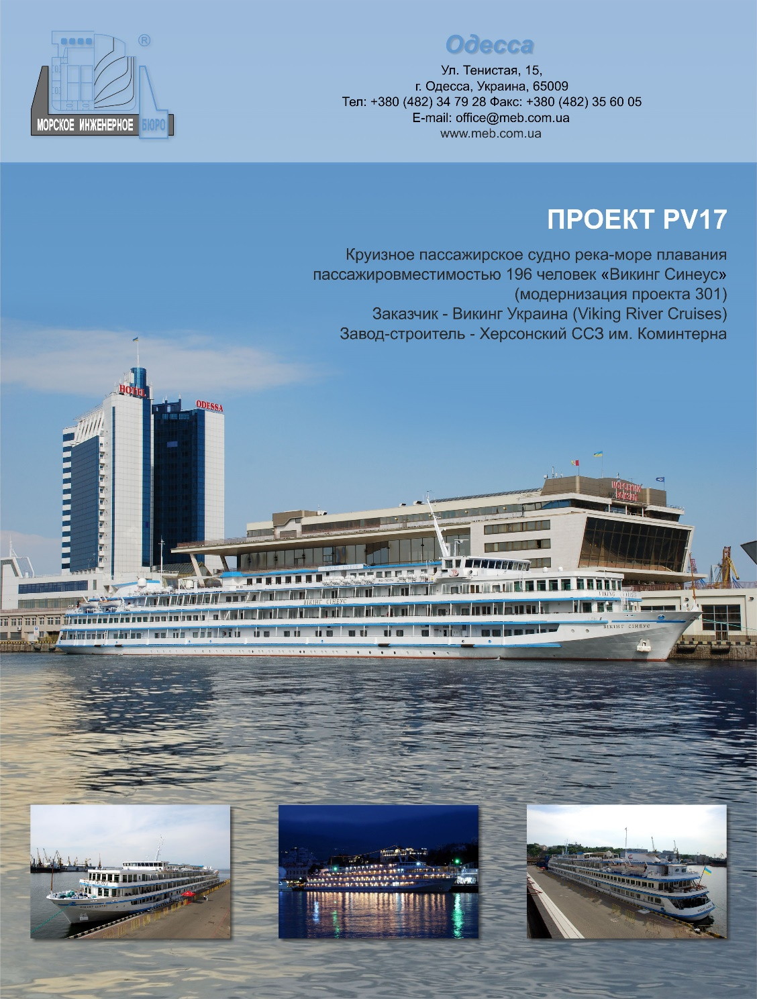 ®
МОРСКОЕ ИНЖЕНЕРНОЕ БЮРО
Одесса
Ул. Тенистая, 15,
г. Одесса, Украина, 65009
Тел: +380 (482) 34 79 28 Факс: +380 (482) 35 60 05
E-mail: office@meb.com.ua
www.meb.com.ua
ПРОЕКТ PV17
Круизное пассажирское судно река-море плавания
пассажировместимостью 196 человек «Викинг Синеус»
(модернизация проекта 301)
Заказчик - Викинг Украина (Viking River Cruises)
Завод-строитель - Херсонский ССЗ им. Коминтерна
HOTEL
ODESSA
МОРСЬКИЙ
ВОКЗАЛ
VIKING
ВІКІНГ СІНЕУС
ВІКІНГ СІНЕУС